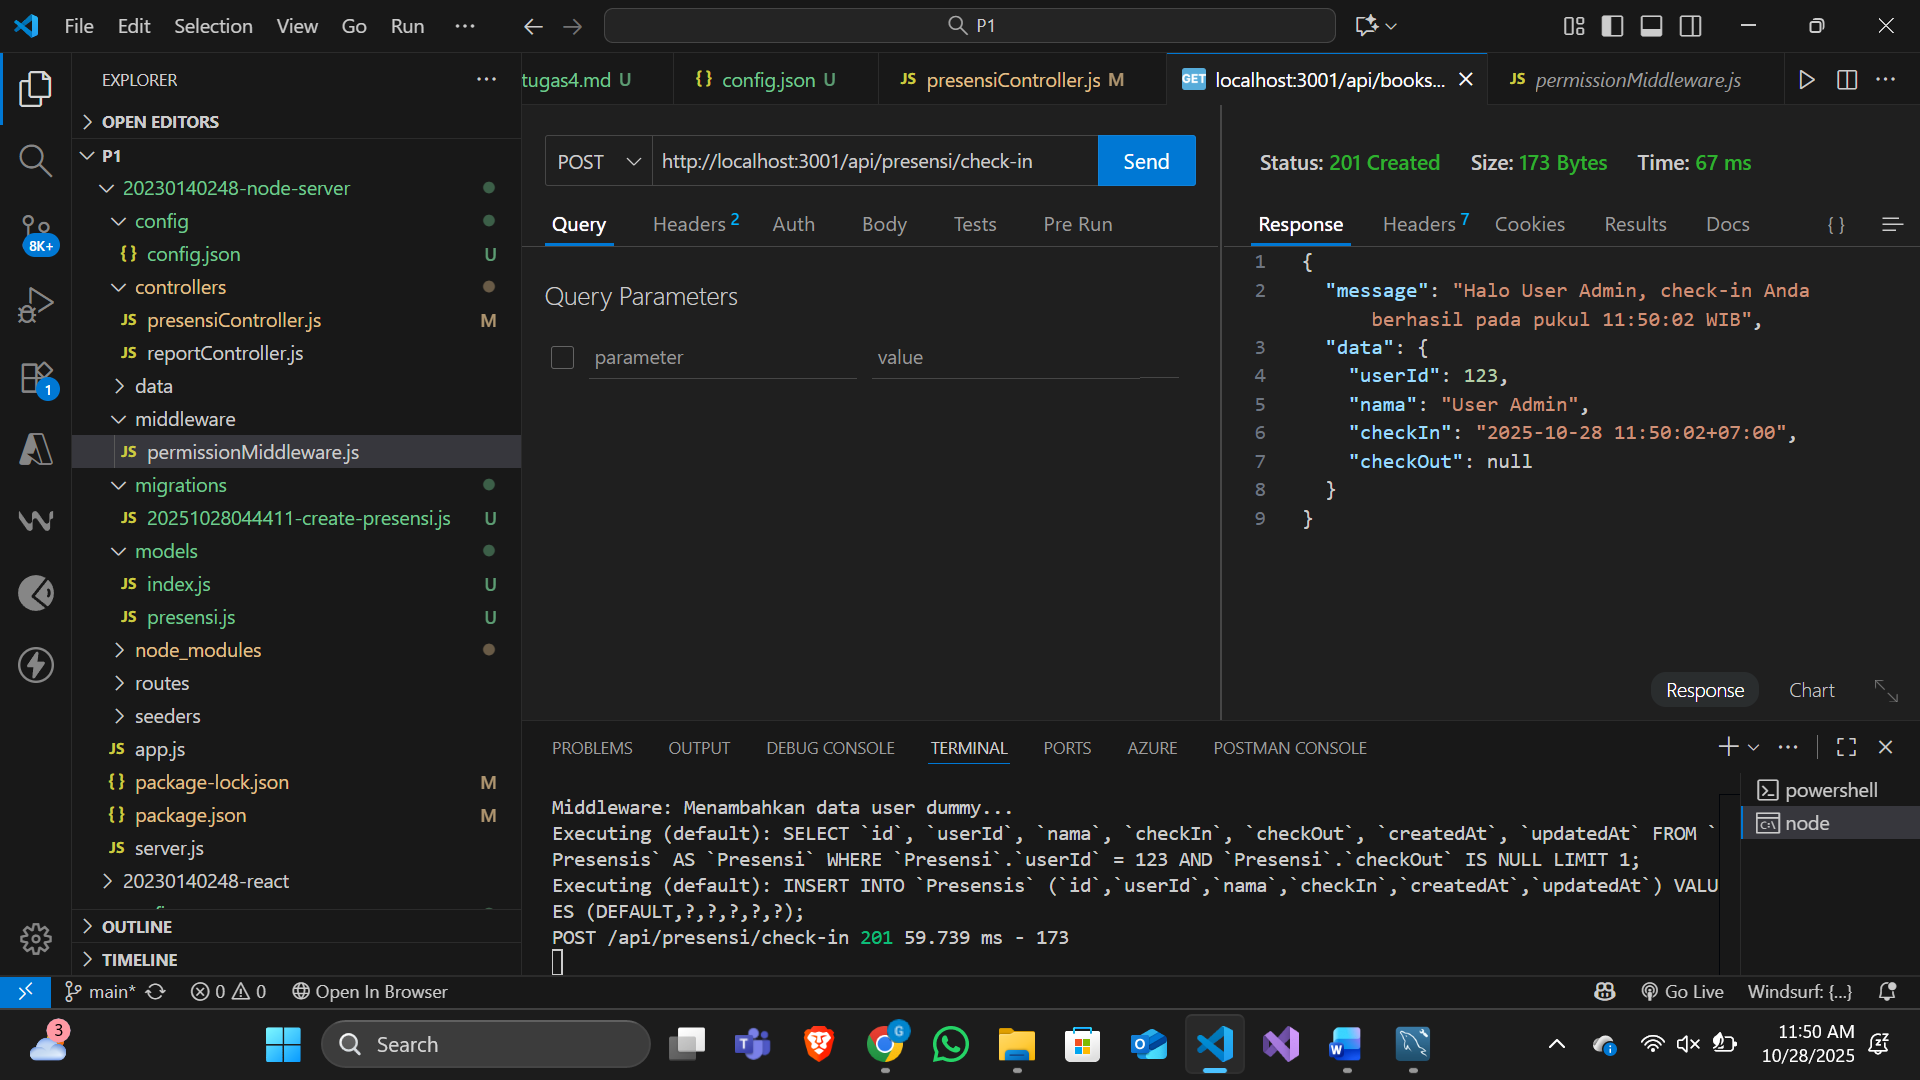 File Edit Selection View Go Run ···
P1
EXPLORER ···
tugas4.md U
{} config.json U
JS presensiController.js M
GET localhost:3001/api/books...
JS permissionMiddleware.js
OPEN EDITORS
P1
20230140248-node-server
config
{} config.json U
controllers
JS presensiController.js M
JS reportController.js
data
middleware
JS permissionMiddleware.js
migrations
JS 20251028044411-create-presensi.js U
models
JS index.js U
JS presensi.js U
node_modules
routes
seeders
JS app.js
{} package-lock.json M
{} package.json M
JS server.js
20230140248-react
OUTLINE
TIMELINE
8K+
1
POST http://localhost:3001/api/presensi/check-in Send
Query Headers 2 Auth Body Tests Pre Run
Query Parameters
parameter value
Status: 201 Created Size: 173 Bytes Time: 67 ms
Response Headers 7 Cookies Results Docs { }
1 {
2 "message": "Halo User Admin, check-in Anda
berhasil pada pukul 11:50:02 WIB",
3 "data": {
4 "userId": 123,
5 "nama": "User Admin",
6 "checkIn": "2025-10-28 11:50:02+07:00",
7 "checkOut": null
8 }
9 }
Response Chart
PROBLEMS OUTPUT DEBUG CONSOLE TERMINAL PORTS AZURE POSTMAN CONSOLE
Middleware: Menambahkan data user dummy...
Executing (default): SELECT `id`, `userId`, `nama`, `checkIn`, `checkOut`, `createdAt`, `updatedAt` FROM `
Presensis` AS `Presensi` WHERE `Presensi`.`userId` = 123 AND `Presensi`.`checkOut` IS NULL LIMIT 1;
Executing (default): INSERT INTO `Presensis` (`id`,`userId`,`nama`,`checkIn`,`createdAt`,`updatedAt`) VALU
ES (DEFAULT,?,?,?,?,?);
POST /api/presensi/check-in 201 59.739 ms - 173
powershell
node
main* 0 0 Open In Browser
Go Live Windsurf: {...}
3
Search
11:50 AM
10/28/2025